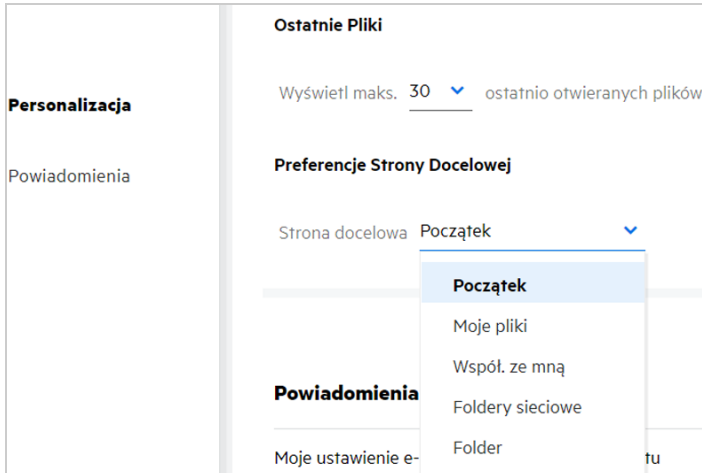 Ostatnie Pliki
Wyświetl maks. 30 ostatnio otwieranych plików
Personalizacja
Preferencje Strony Docelowej
Powiadomienia
Strona docelowa Początek
Początek
Moje pliki
Współ. ze mną
Powiadomienia
Foldery sieciowe
Folder
Moje ustawienie e- tu